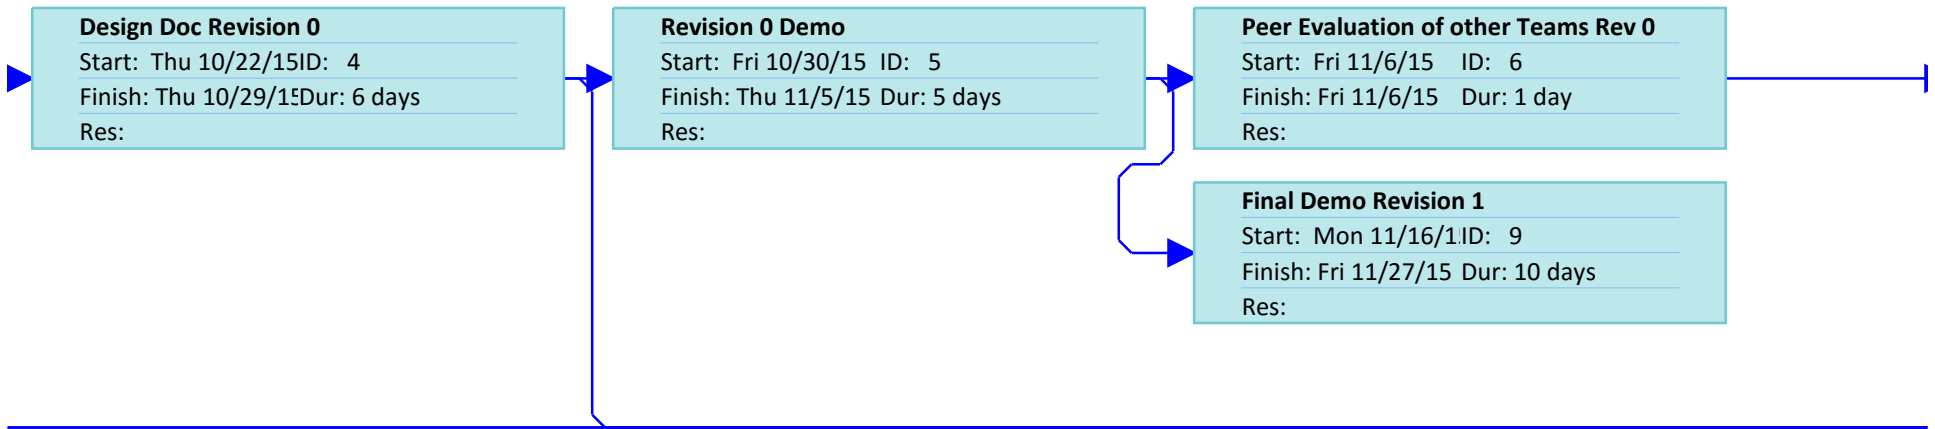 Design Doc Revision 0
Start: Thu 10/22/15ID: 4
Finish: Thu 10/29/15Dur: 6 days
Res:
Revision 0 Demo
Start: Fri 10/30/15 ID: 5
Finish: Thu 11/5/15 Dur: 5 days
Res:
Peer Evaluation of other Teams Rev 0
Start: Fri 11/6/15 ID: 6
Finish: Fri 11/6/15 Dur: 1 day
Res:
Final Demo Revision 1
Start: Mon 11/16/1 ID: 9
Finish: Fri 11/27/15 Dur: 10 days
Res: